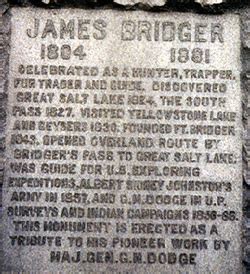 JAMES BRIDGER
1804 1881
CELEBRATED AS A HUNTER, TRAPPER,
FUR TRADER AND GUIDE. DISCOVERED
GREAT SALT LAKE 1824, THE SOUTH
PASS 1827. VISITED YELLOWSTONE LAKE
AND GEYSERS 1830. FOUNDED FT. BRIDGER
1843. OPENED OVERLAND ROUTE BY
BRIDGER'S PASS TO GREAT SALT LAKE.
WAS GUIDE FOR U.S. EXPLORING
EXPEDITIONS, ALBERT SIDNEY JOHNSTON'S
ARMY IN 1857, AND G.M. DODGE IN U.P.
SURVEYS AND INDIAN CAMPAIGNS 1865-66.
THIS MONUMENT IS ERECTED AS A
TRIBUTE TO HIS PIONEER WORK BY
MAJ. GEN. G.M. DODGE